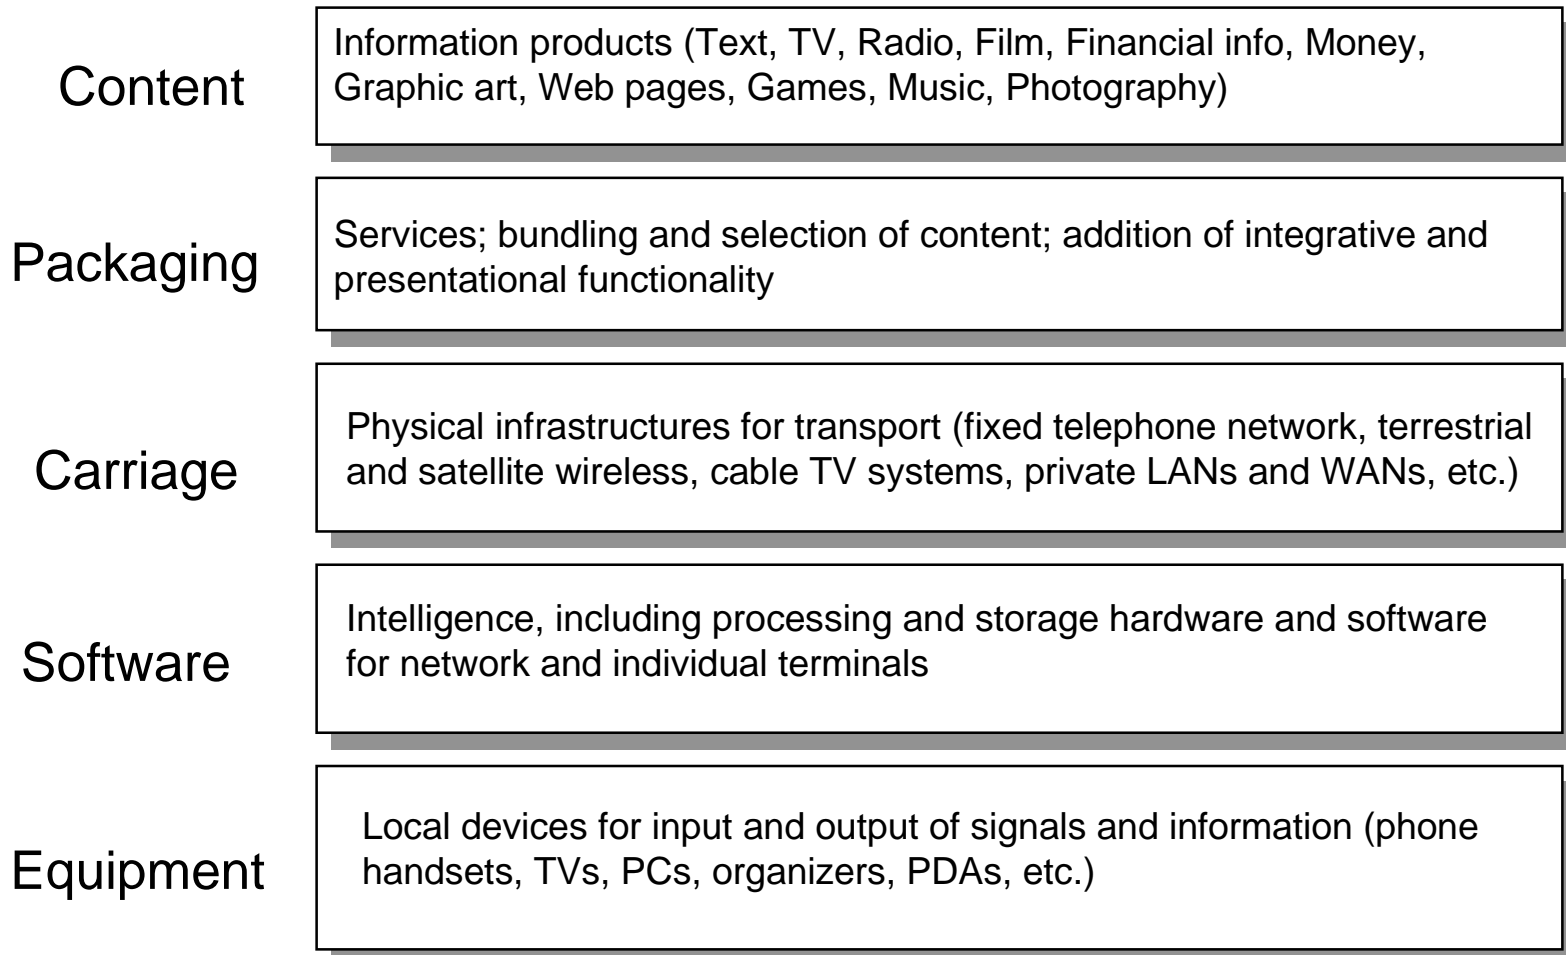 Content
Information products (Text, TV, Radio, Film, Financial info, Money,
Graphic art, Web pages, Games, Music, Photography)
Packaging
Services; bundling and selection of content; addition of integrative and
presentational functionality
Carriage
Physical infrastructures for transport (fixed telephone network, terrestrial
and satellite wireless, cable TV systems, private LANs and WANs, etc.)
Software
Intelligence, including processing and storage hardware and software
for network and individual terminals
Equipment
Local devices for input and output of signals and information (phone
handsets, TVs, PCs, organizers, PDAs, etc.)